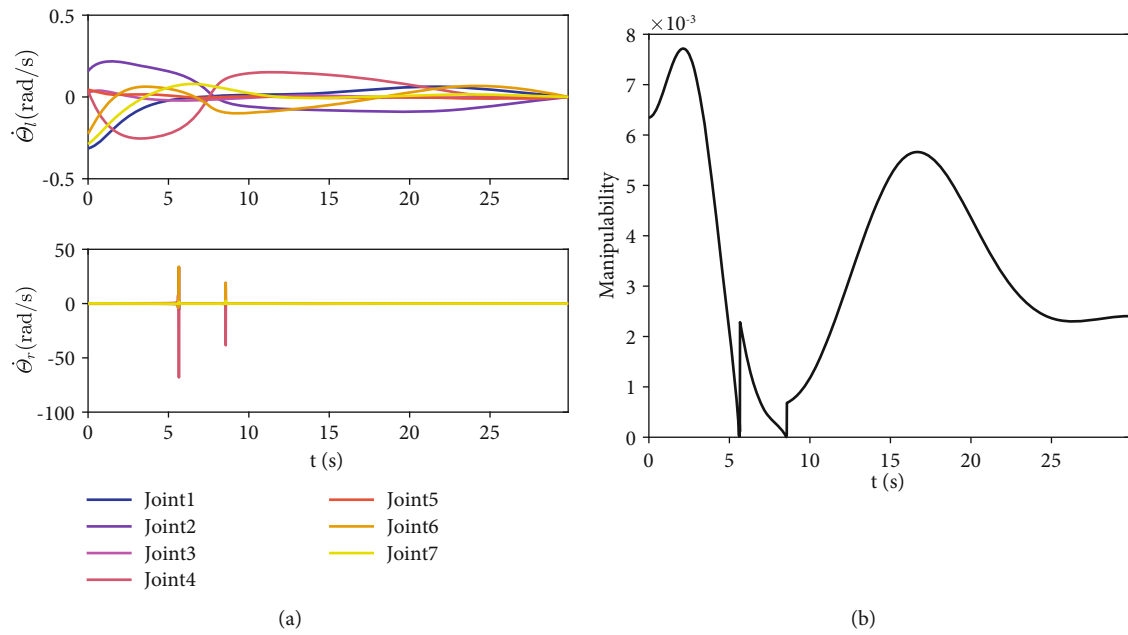 0.5
0
-0.5
Θ̇l(rad/s)
0 5 10 15 20 25
50
0
-50
-100
Θ̇r(rad/s)
0 5 10 15 20 25
t (s)
Joint1
Joint2
Joint3
Joint4
Joint5
Joint6
Joint7
(a)
×10-3
8
7
6
5
4
3
2
1
0
Manipulability
0 5 10 15 20 25
t (s)
(b)